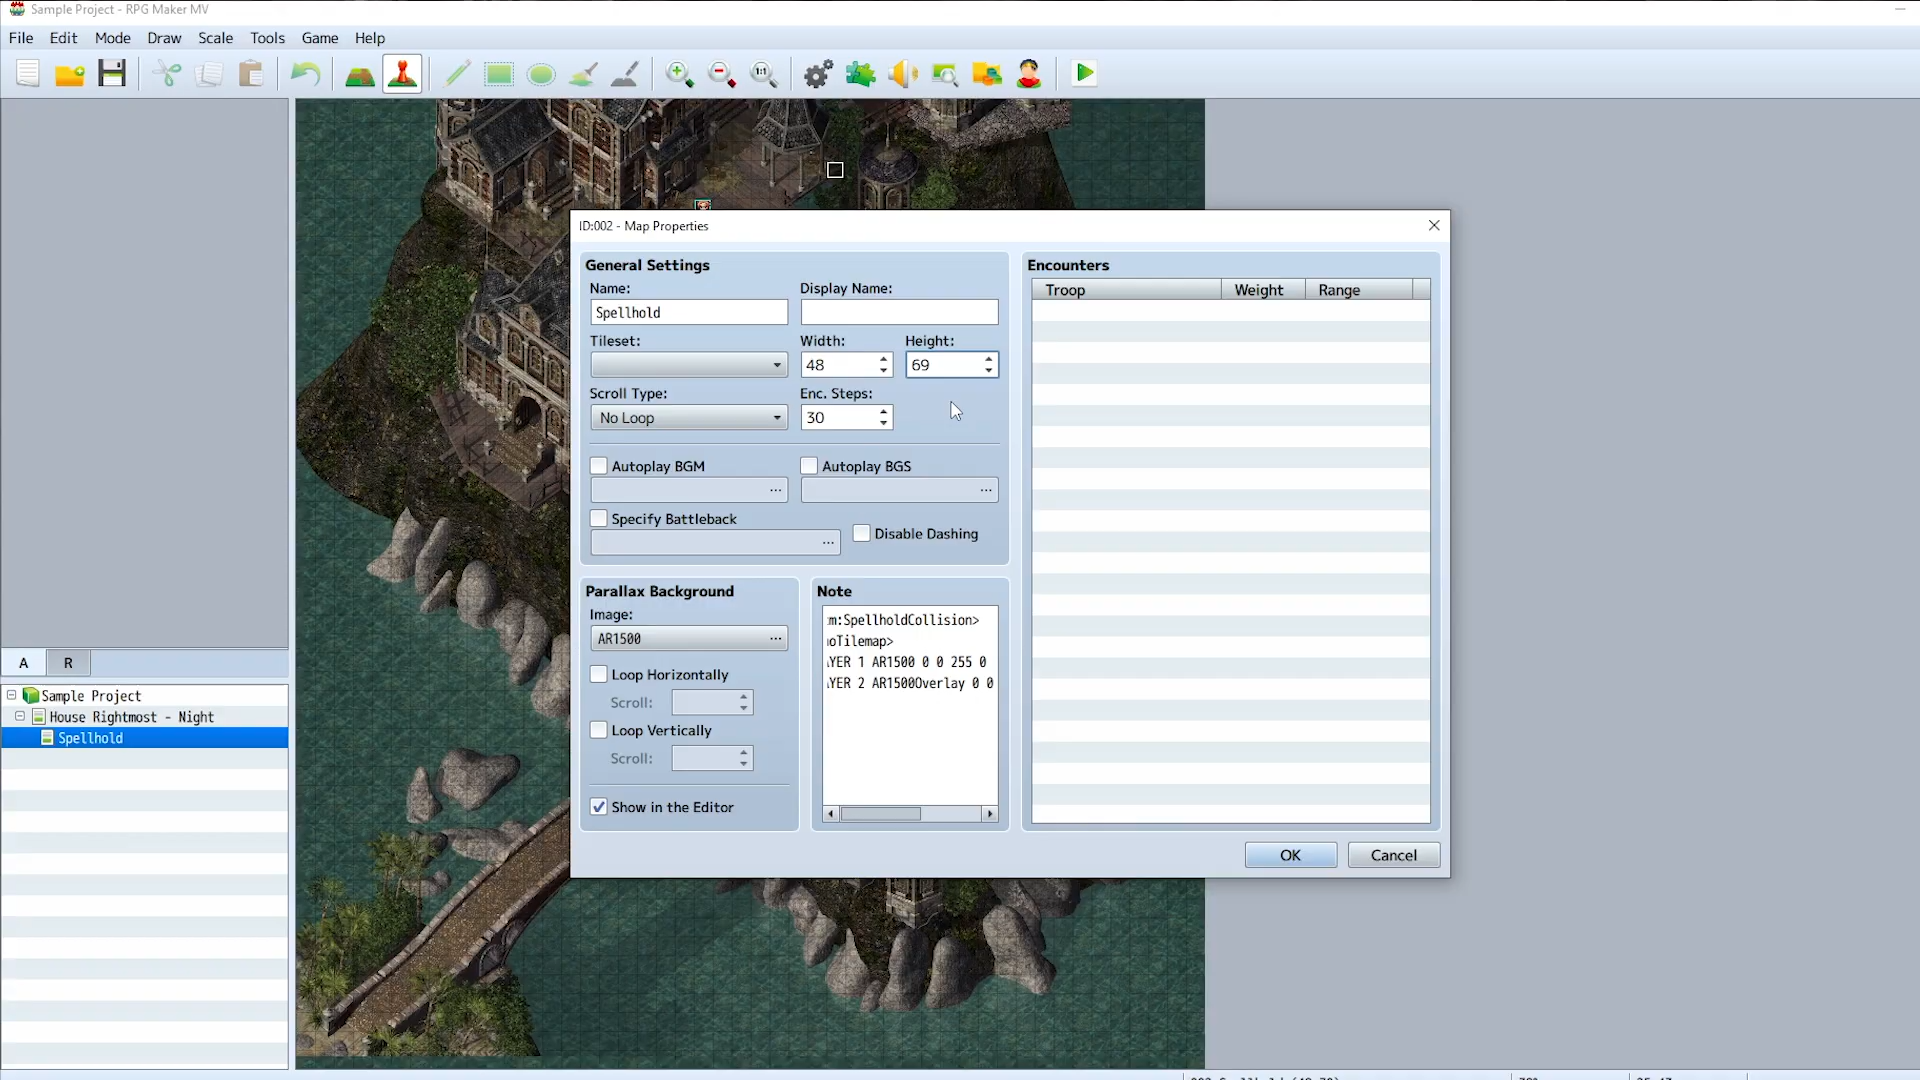 Sample Project - RPG Maker MV
File Edit Mode Draw Scale Tools Game Help
1:1
ID:002 - Map Properties
General Settings
Name:
Display Name:
Spellhold
Tileset:
Width:
Height:
48
69
Scroll Type:
Enc. Steps:
No Loop
30
Autoplay BGM
Autoplay BGS
...
...
Specify Battleback
...
Disable Dashing
Parallax Background
Image:
AR1500
...
Loop Horizontally
Scroll:
Loop Vertically
Scroll:
Show in the Editor
Note
m:SpellholdCollision>
oTilemap>
YER 1 AR1500 0 0 255 0
YER 2 AR1500Overlay 0 0
Encounters
Troop Weight Range
OK
Cancel
A R
Sample Project
House Rightmost - Night
Spellhold